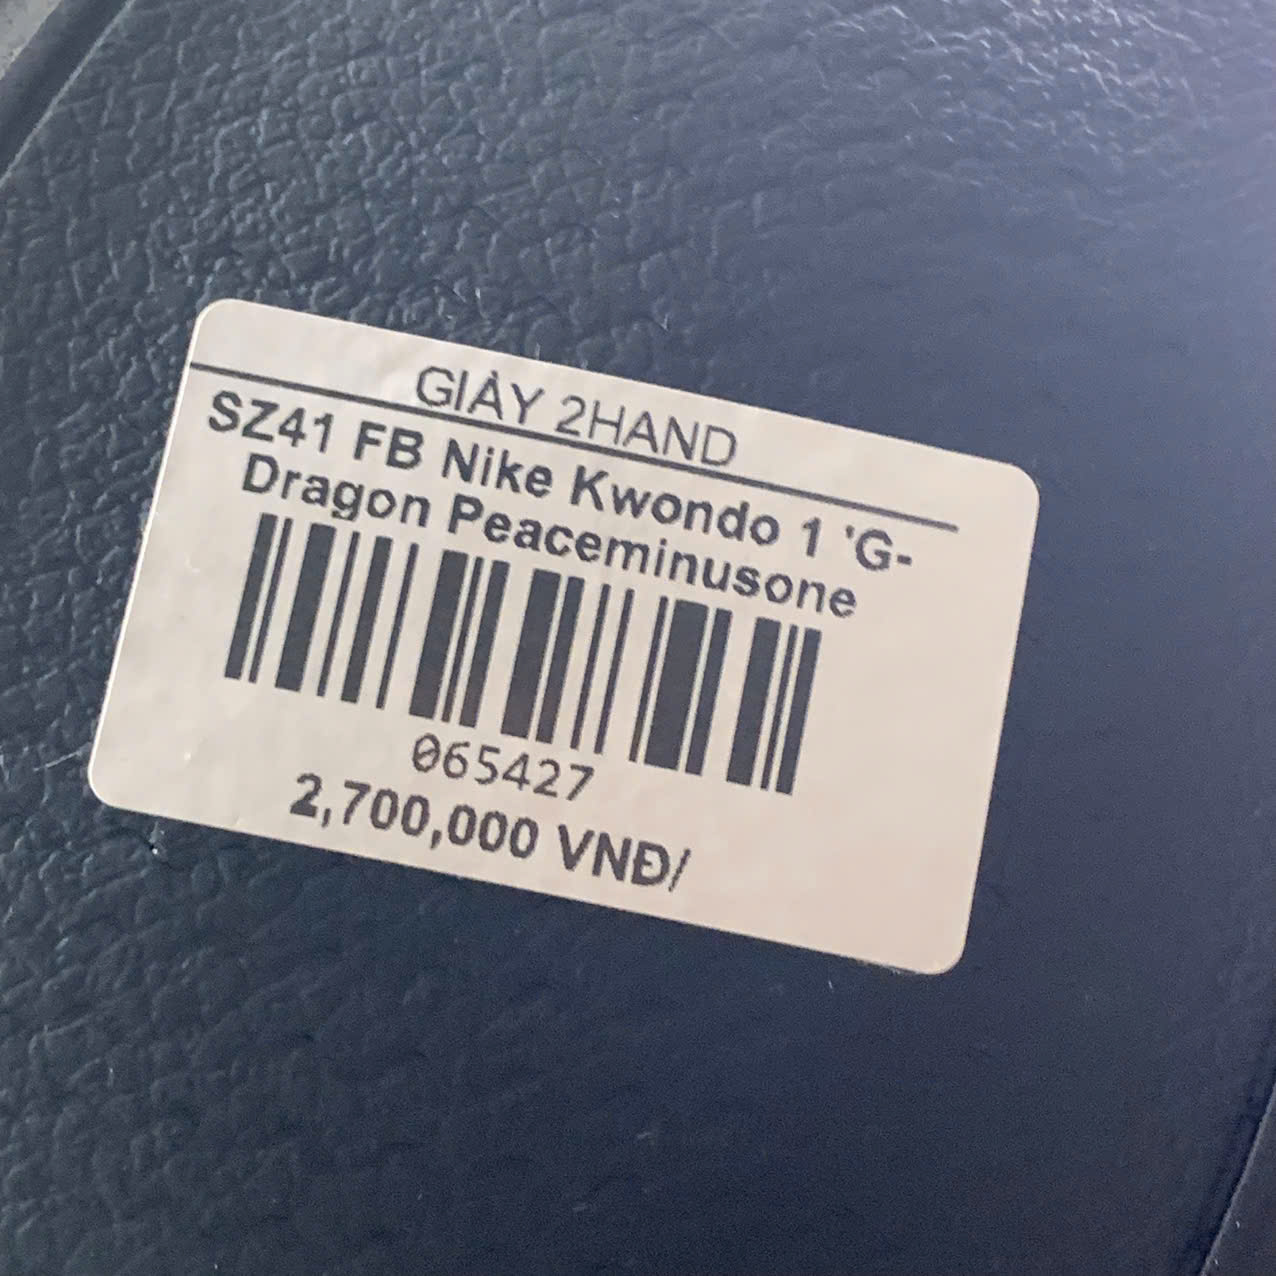 GIÀY 2HAND
SZ41 FB Nike Kwondo 1 'G-
Dragon Peaceminusone
065427
2,700,000 VNĐ/